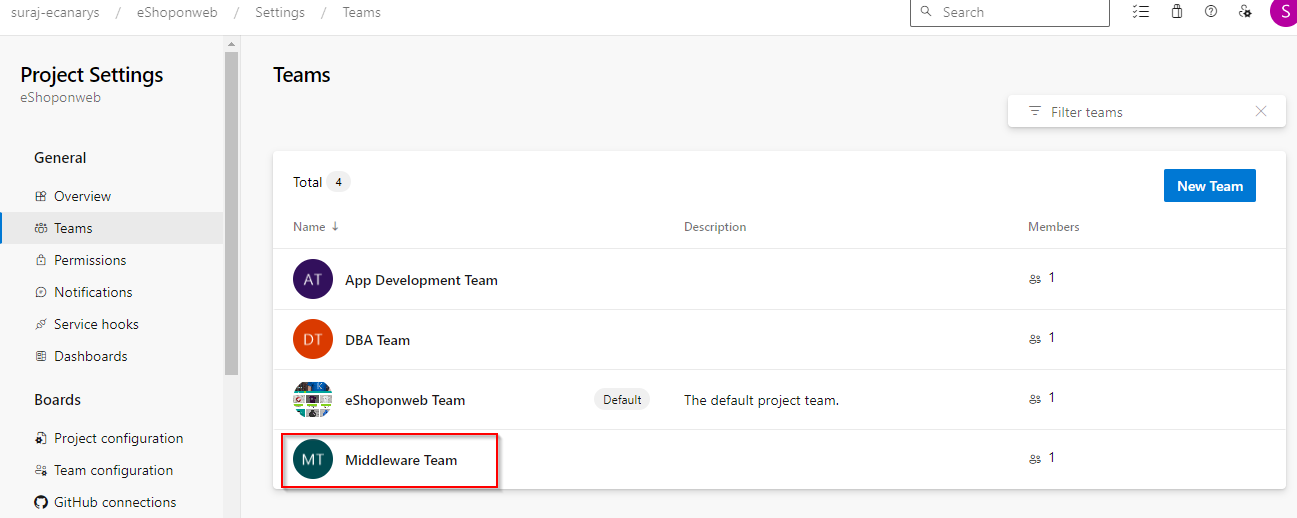 suraj-ecanarys / eShoponweb / Settings / Teams Search S
Project Settings
eShoponweb
General
Overview
Teams
Permissions
Notifications
Service hooks
Dashboards
Boards
Project configuration
Team configuration
GitHub connections
Teams
Filter teams
Total 4
New Team
Name ↓ Description Members
AT App Development Team 1
DT DBA Team 1
eShoponweb Team Default The default project team. 1
MT Middleware Team 1